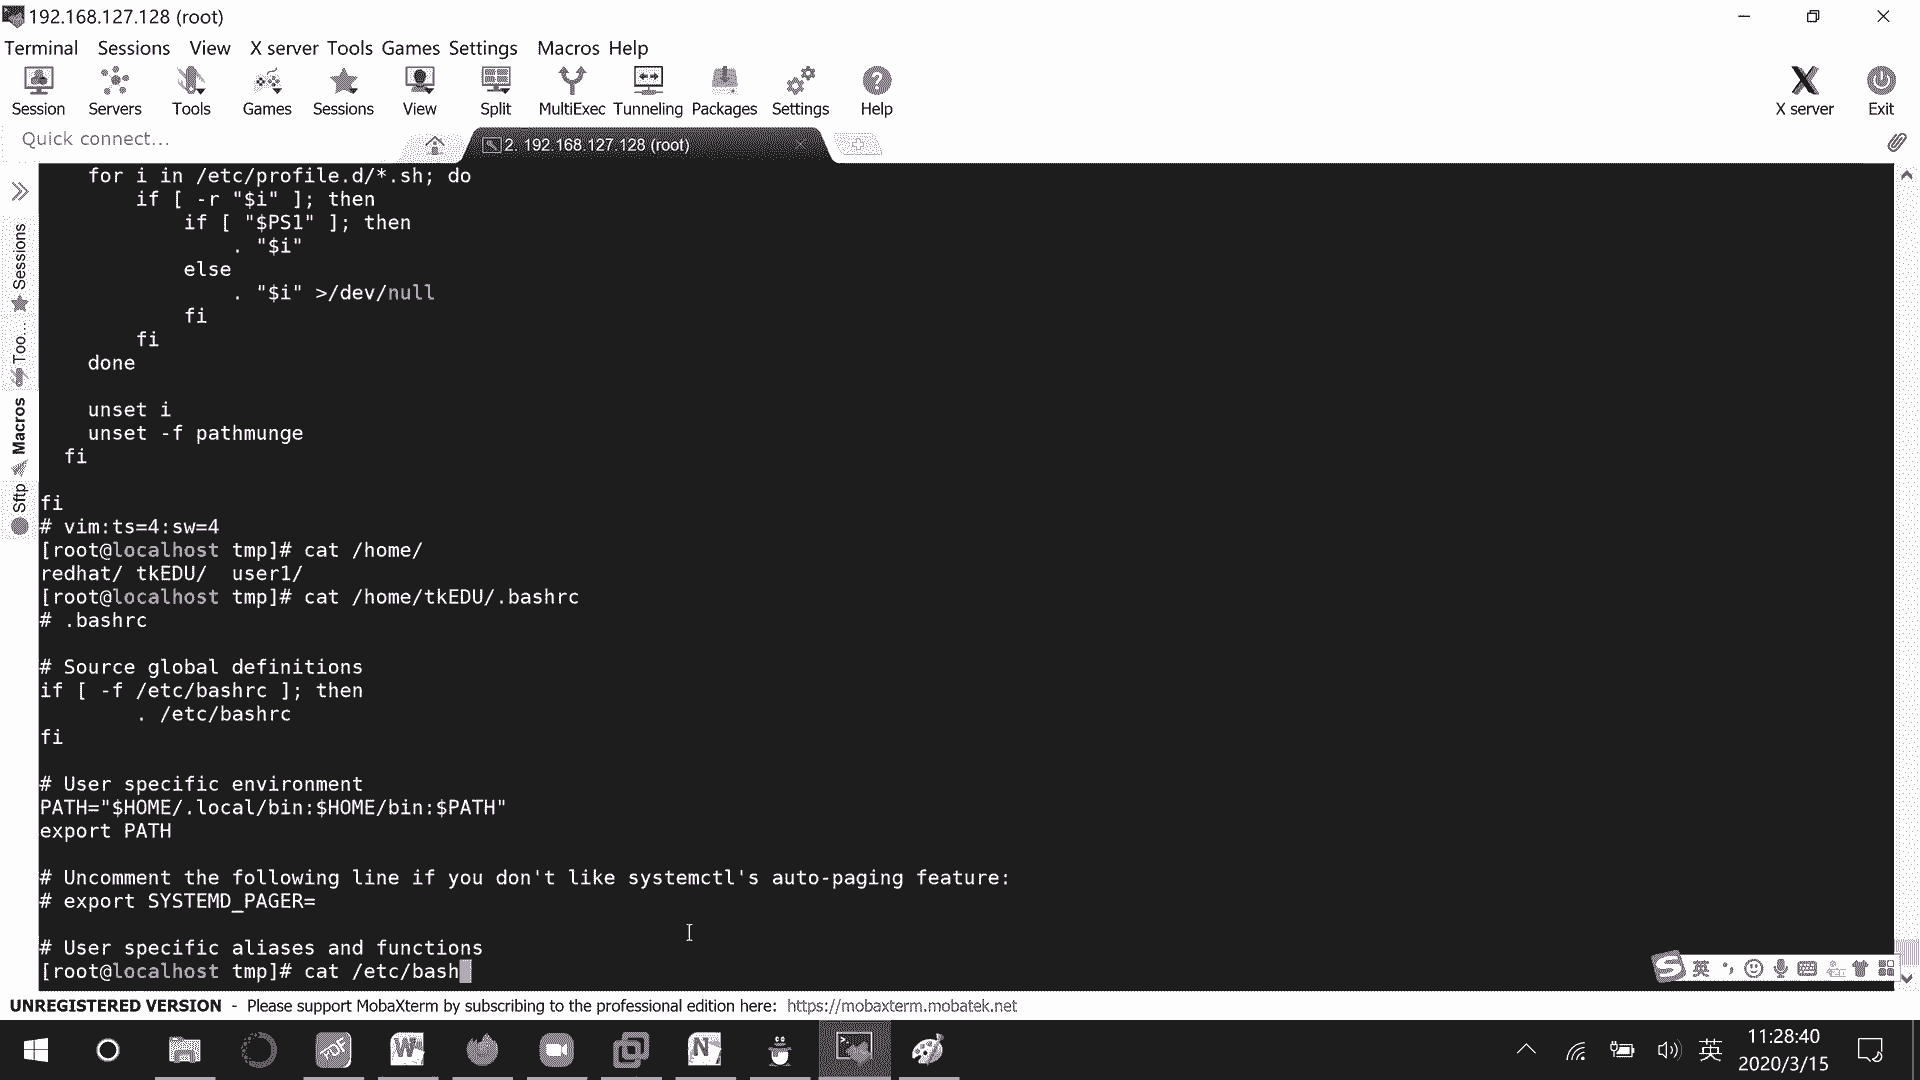 192.168.127.128 (root)
Terminal Sessions View X server Tools Games Settings Macros Help
Session Servers Tools Games Sessions View Split MultiExec Tunneling Packages Settings Help X server Exit
Quick connect...
2. 192.168.127.128 (root)
Sessions
Too...
Macros
Sftp
    for i in /etc/profile.d/*.sh; do
        if [ -r "$i" ]; then
            if [ "$PS1" ]; then
                . "$i"
            else
                . "$i" >/dev/null
            fi
        fi
    done

    unset i
    unset -f pathmunge
  fi

fi
# vim:ts=4:sw=4
[root@localhost tmp]# cat /home/
redhat/ tkEDU/  user1/
[root@localhost tmp]# cat /home/tkEDU/.bashrc
# .bashrc

# Source global definitions
if [ -f /etc/bashrc ]; then
        . /etc/bashrc
fi

# User specific environment
PATH="$HOME/.local/bin:$HOME/bin:$PATH"
export PATH

# Uncomment the following line if you don't like systemctl's auto-paging feature:
# export SYSTEMD_PAGER=

# User specific aliases and functions
[root@localhost tmp]# cat /etc/bash
英
UNREGISTERED VERSION - Please support MobaXterm by subscribing to the professional edition here: https://mobaxterm.mobatek.net
英
11:28:40
2020/3/15